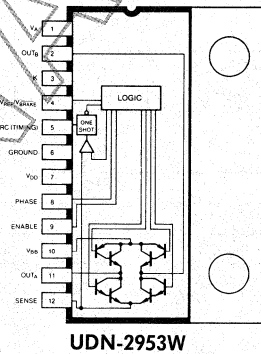 VA 1
OUTB 2
K 3
VREF/VBRAKE 4
RC (TIMING) 5
GROUND 6
VDD 7
PHASE 8
ENABLE 9
VBB 10
OUTA 11
SENSE 12
LOGIC
ONE
SHOT
UDN-2953W